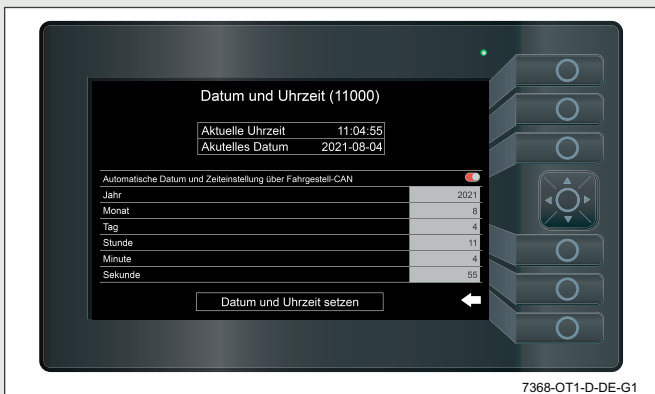 Datum und Uhrzeit (11000)
Aktuelle Uhrzeit 11:04:55
Akutelles Datum 2021-08-04
Automatische Datum und Zeiteinstellung über Fahrgestell-CAN
Jahr 2021
Monat 8
Tag 4
Stunde 11
Minute 4
Sekunde 55
Datum und Uhrzeit setzen
7368-OT1-D-DE-G1